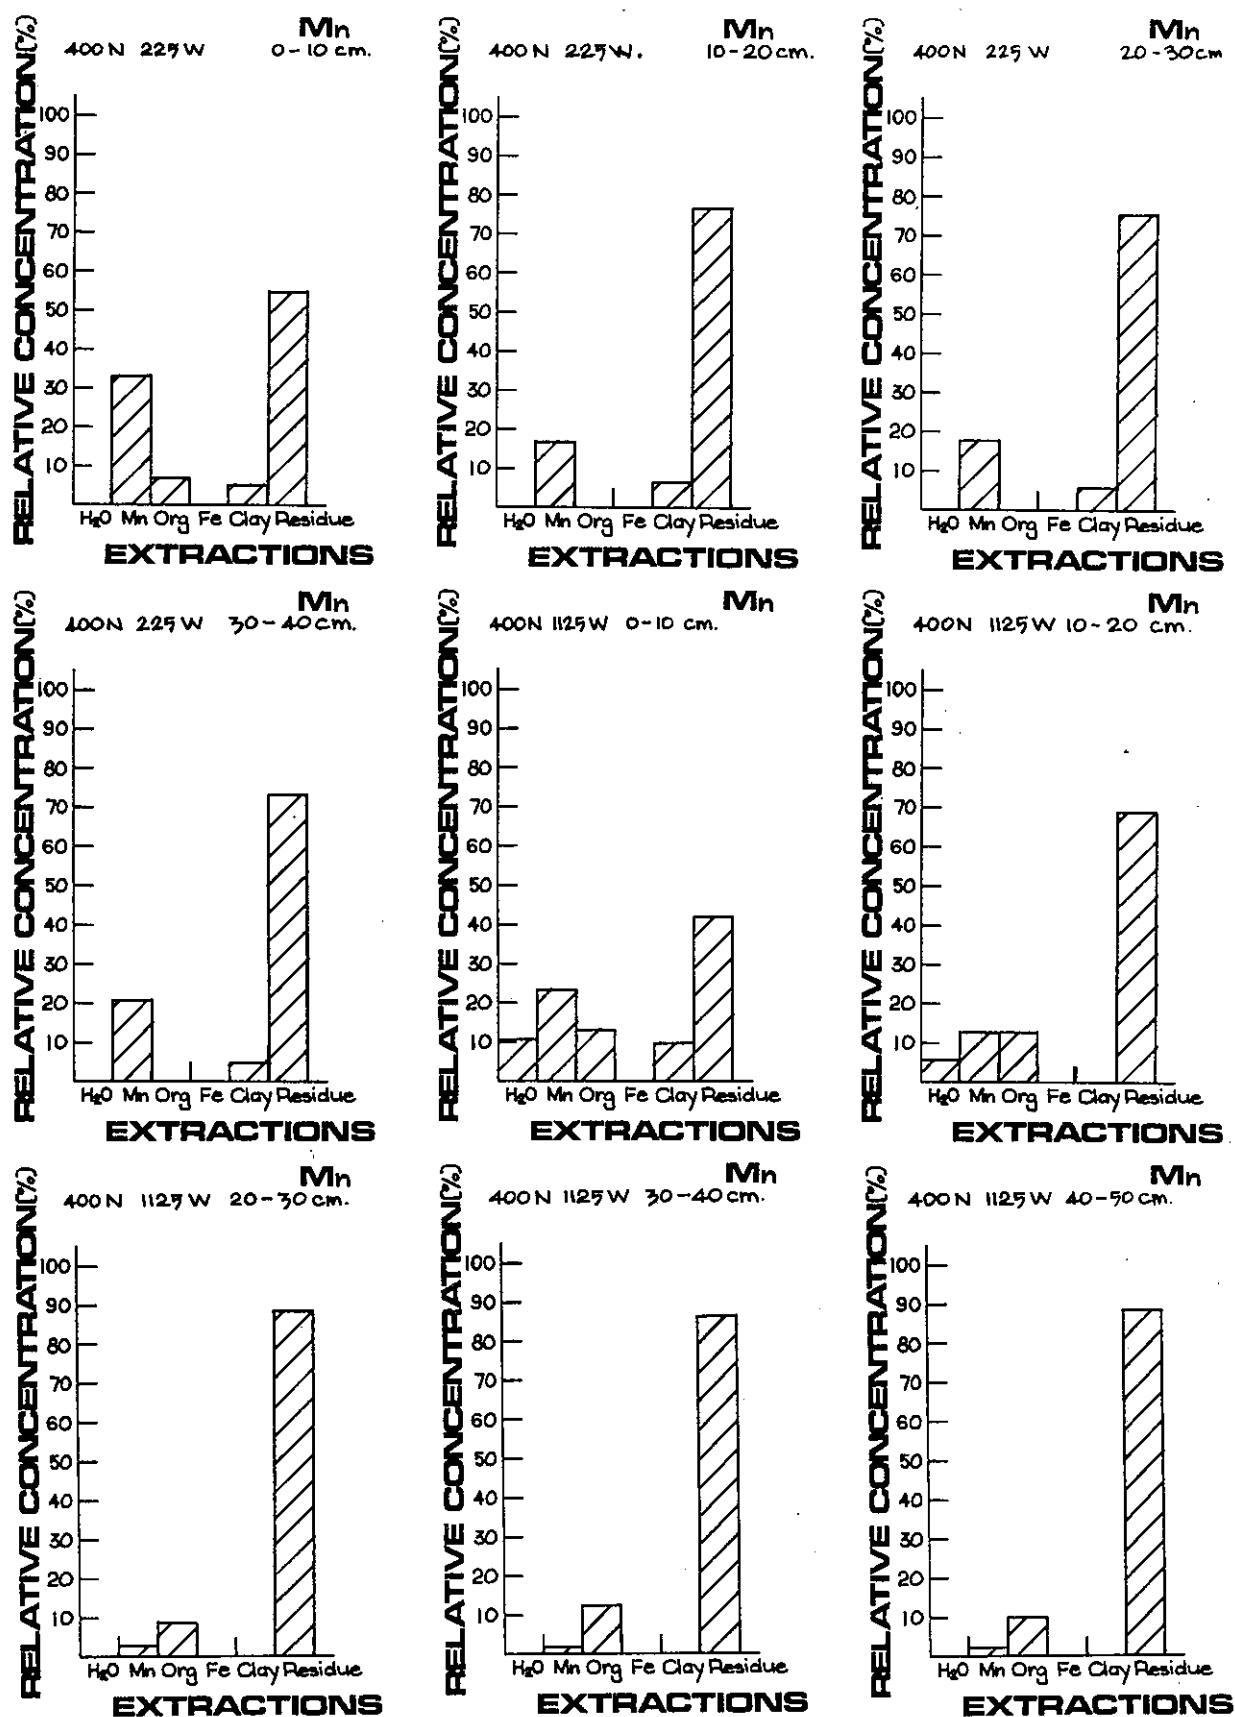 Mn
400N 225W 0-10 cm.
RELATIVE CONCENTRATION(%)
100
90
80
70
60
50
40
30
20
10
H2O Mn Org Fe Clay Residue
EXTRACTIONS
Mn
400N 225W. 10-20cm.
RELATIVE CONCENTRATION(%)
100
90
80
70
60
50
40
30
20
10
H2O Mn Org Fe Clay Residue
EXTRACTIONS
Mn
400N 225W 20-30cm
RELATIVE CONCENTRATION(%)
100
90
80
70
60
50
40
30
20
10
H2O Mn Org Fe Clay Residue
EXTRACTIONS
Mn
400N 225W 30-40cm.
RELATIVE CONCENTRATION(%)
100
90
80
70
60
50
40
30
20
10
H2O Mn Org Fe Clay Residue
EXTRACTIONS
Mn
400N 1125W 0-10 cm.
RELATIVE CONCENTRATION(%)
100
90
80
70
60
50
40
30
20
10
H2O Mn Org Fe Clay Residue
EXTRACTIONS
Mn
400N 1125W 10-20 cm.
RELATIVE CONCENTRATION(%)
100
90
80
70
60
50
40
30
20
10
H2O Mn Org Fe Clay Residue
EXTRACTIONS
Mn
400N 1125W 20-30cm.
RELATIVE CONCENTRATION(%)
100
90
80
70
60
50
40
30
20
10
H2O Mn Org Fe Clay Residue
EXTRACTIONS
Mn
400N 1125W 30-40cm.
RELATIVE CONCENTRATION(%)
100
90
80
70
60
50
40
30
20
10
H2O Mn Org Fe Clay Residue
EXTRACTIONS
Mn
400N 1125W 40-50cm.
RELATIVE CONCENTRATION(%)
100
90
80
70
60
50
40
30
20
10
H2O Mn Org Fe Clay Residue
EXTRACTIONS